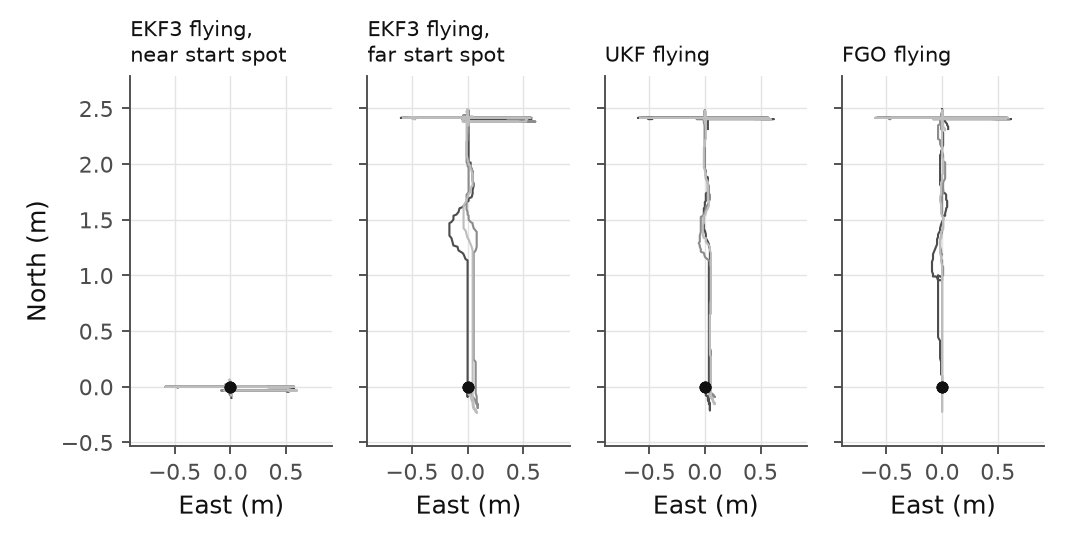 EKF3 flying,
near start spot
EKF3 flying,
far start spot
UKF flying
FGO flying
North (m)
2.5
2.0
1.5
1.0
0.5
0.0
−0.5
−0.5 0.0 0.5
−0.5 0.0 0.5
−0.5 0.0 0.5
−0.5 0.0 0.5
East (m)
East (m)
East (m)
East (m)